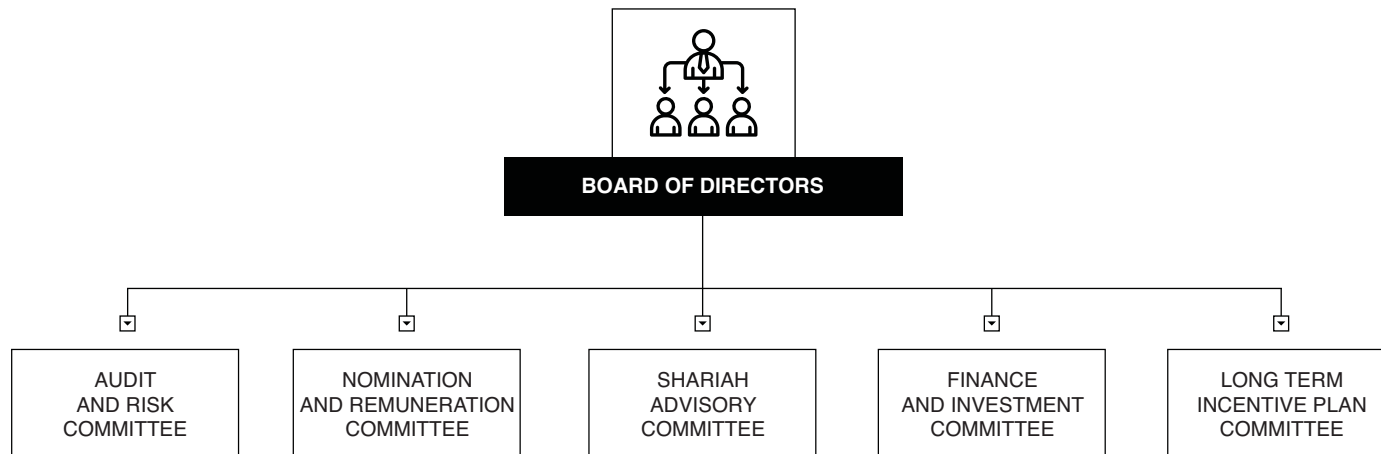 BOARD OF DIRECTORS
AUDIT
AND RISK
COMMITTEE
NOMINATION
AND REMUNERATION
COMMITTEE
SHARIAH
ADVISORY
COMMITTEE
FINANCE
AND INVESTMENT
COMMITTEE
LONG TERM
INCENTIVE PLAN
COMMITTEE